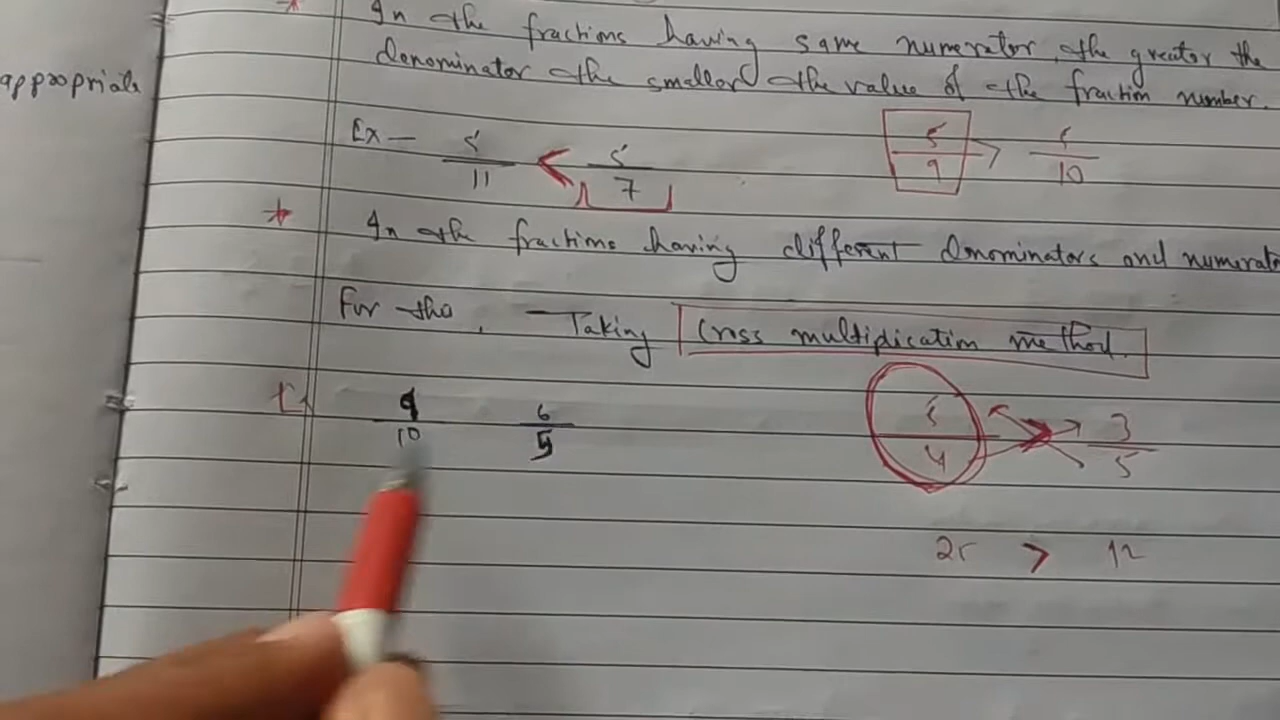 In the fractions having same numerator, the greater the
denominator the smaller the value of the fraction number.
appropriate
Ex - 5/11 < 5/7 5/9 > 5/10
* In the fractions having different denominators and numerat
For the , Taking cross multiplication method.
9/10 6/5 5/4 > 3/5
25 > 12